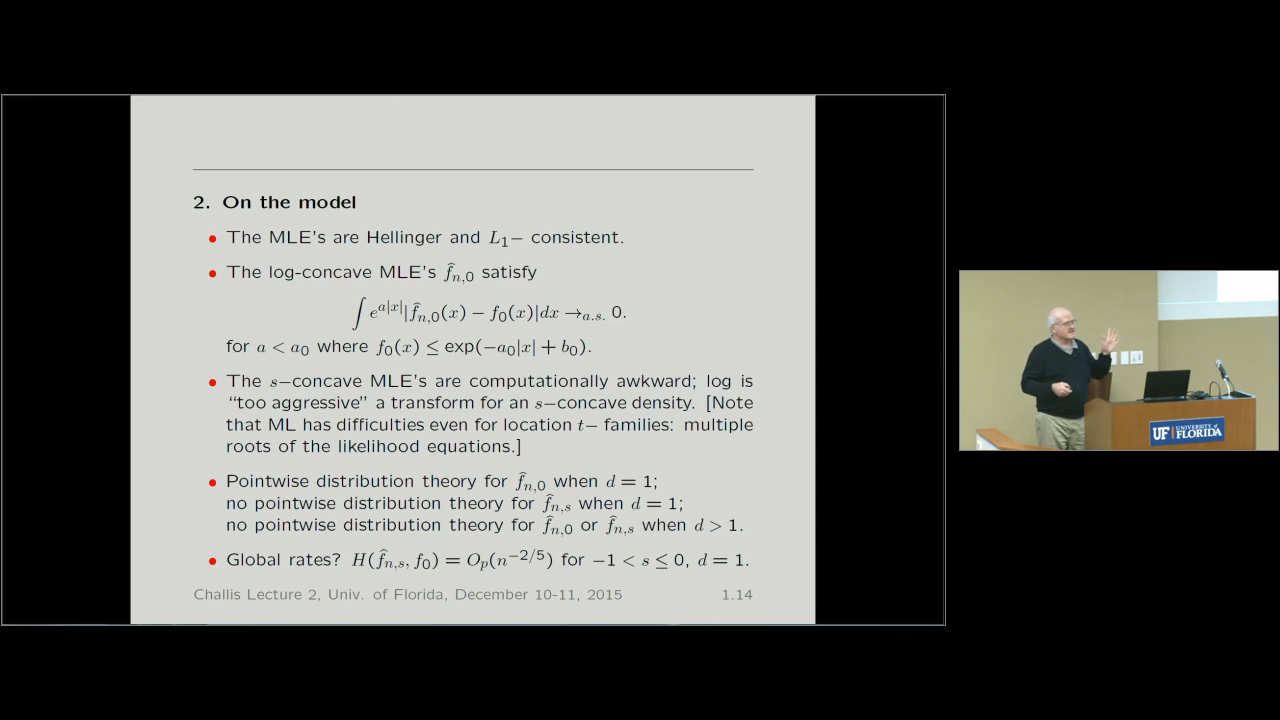 2. On the model
• The MLE's are Hellinger and L₁− consistent.
• The log-concave MLE's f̂ₙ,₀ satisfy
∫ e^{a|x|}|f̂ₙ,₀(x) − f₀(x)|dx →ₐ.ₛ. 0.
for a < a₀ where f₀(x) ≤ exp(−a₀|x| + b₀).
• The s−concave MLE's are computationally awkward; log is
“too aggressive” a transform for an s−concave density. [Note
that ML has difficulties even for location t− families: multiple
roots of the likelihood equations.]
• Pointwise distribution theory for f̂ₙ,₀ when d = 1;
no pointwise distribution theory for f̂ₙ,ₛ when d = 1;
no pointwise distribution theory for f̂ₙ,₀ or f̂ₙ,ₛ when d > 1.
• Global rates? H(f̂ₙ,ₛ, f₀) = Oₚ(n^{−2/5}) for −1 < s ≤ 0, d = 1.
Challis Lecture 2, Univ. of Florida, December 10-11, 2015 1.14
UF UNIVERSITY of
FLORIDA